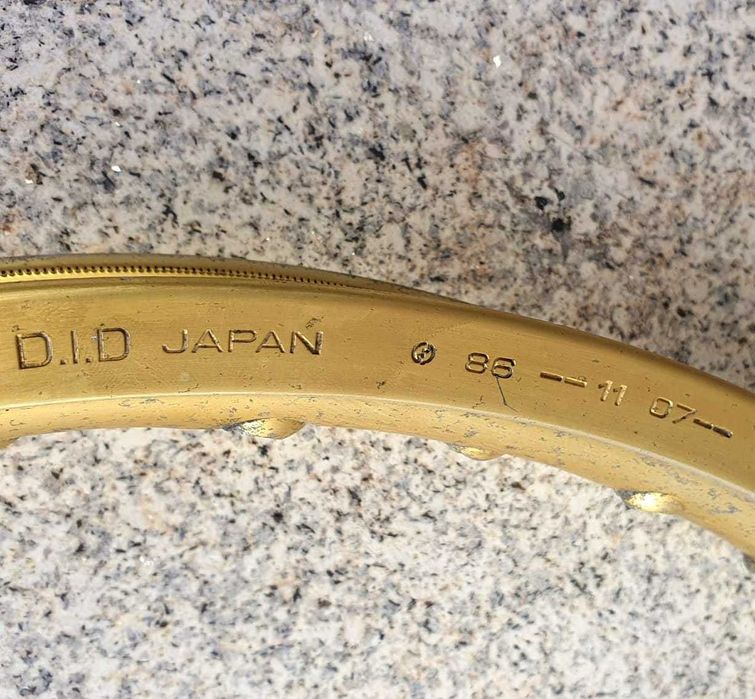 D.I.D JAPAN 86 -- 11 07--